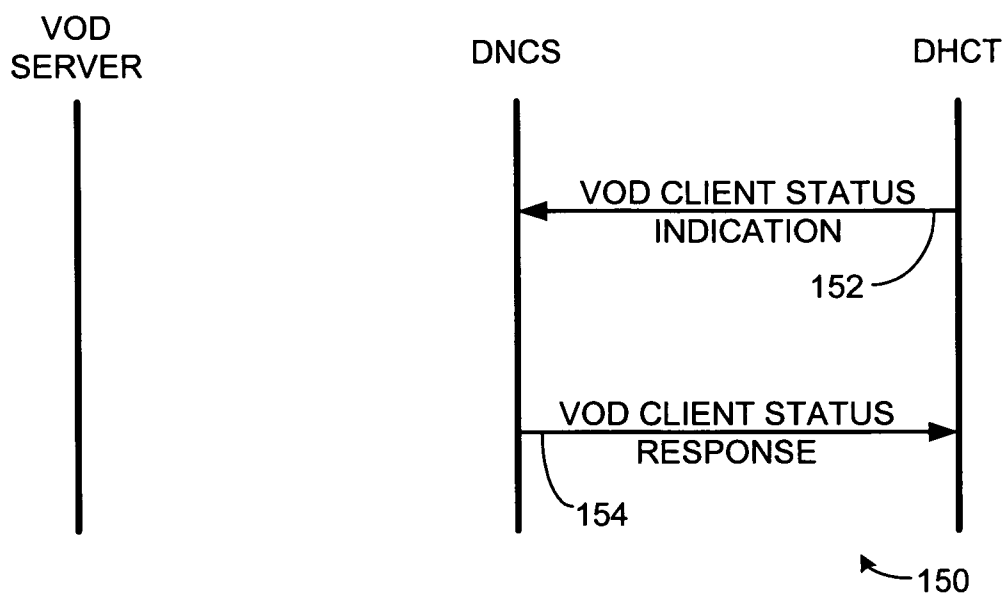 VOD
SERVER
DNCS
DHCT
VOD CLIENT STATUS
INDICATION
152
VOD CLIENT STATUS
RESPONSE
154
150